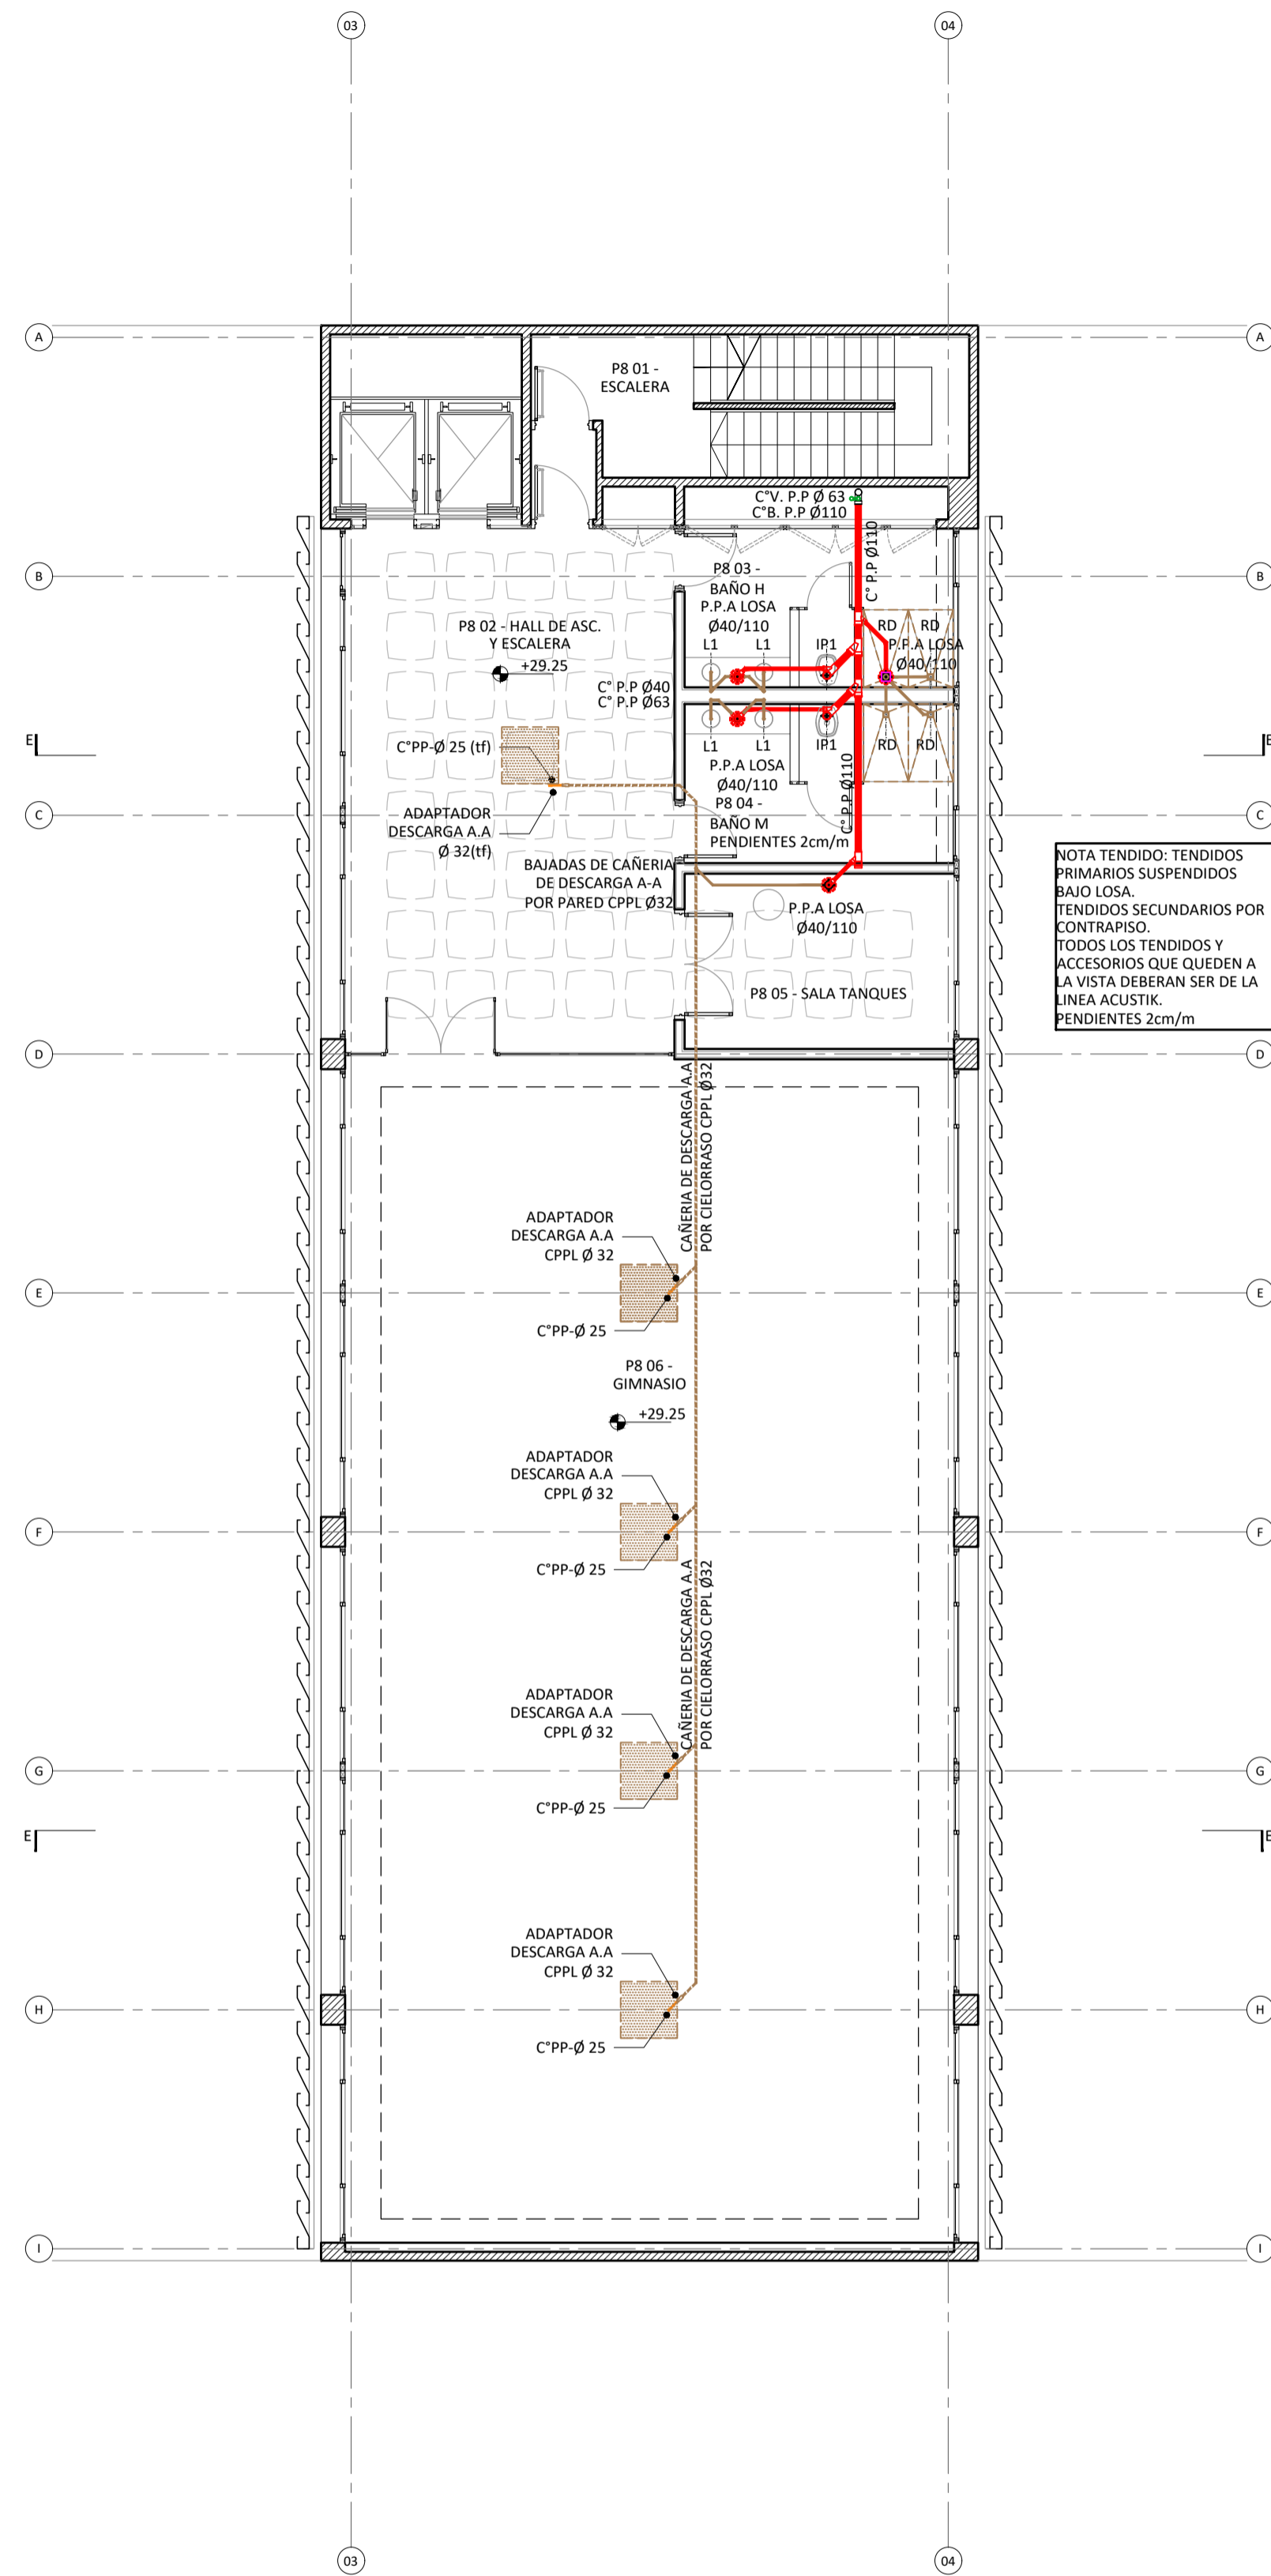 03
04
A
A
P8 01 -
ESCALERA
C°V. P.P Ø 63
C°B. P.P Ø110
C° P.P Ø110
B
B
P8 03 -
BAÑO H
P.P.A LOSA
Ø40/110
L1
L1
IP1
RD
RD
P.P.A LOSA
Ø40/110
P8 02 - HALL DE ASC.
Y ESCALERA
+29.25
C° P.P Ø40
C° P.P Ø63
L1
L1
IP1
RD
RD
P.P.A LOSA
Ø40/110
P8 04 -
BAÑO M
PENDIENTES 2cm/m
C° P.P Ø110
E
E
C°PP-Ø 25 (tf)
C
C
ADAPTADOR
DESCARGA A.A
Ø 32(tf)
BAJADAS DE CAÑERIA
DE DESCARGA A-A
POR PARED CPPL Ø32
P.P.A LOSA
Ø40/110
P8 05 - SALA TANQUES
NOTA TENDIDO: TENDIDOS
PRIMARIOS SUSPENDIDOS
BAJO LOSA.
TENDIDOS SECUNDARIOS POR
CONTRAPISO.
TODOS LOS TENDIDOS Y
ACCESORIOS QUE QUEDEN A
LA VISTA DEBERAN SER DE LA
LINEA ACUSTIK.
PENDIENTES 2cm/m
D
D
CAÑERIA DE DESCARGA A.A
POR CIELORRASO CPPL Ø32
ADAPTADOR
DESCARGA A.A
CPPL Ø 32
E
E
C°PP-Ø 25
P8 06 -
GIMNASIO
+29.25
ADAPTADOR
DESCARGA A.A
CPPL Ø 32
F
F
C°PP-Ø 25
CAÑERIA DE DESCARGA A.A
POR CIELORRASO CPPL Ø32
ADAPTADOR
DESCARGA A.A
CPPL Ø 32
G
G
C°PP-Ø 25
E
E
ADAPTADOR
DESCARGA A.A
CPPL Ø 32
H
H
C°PP-Ø 25
I
I
03
04